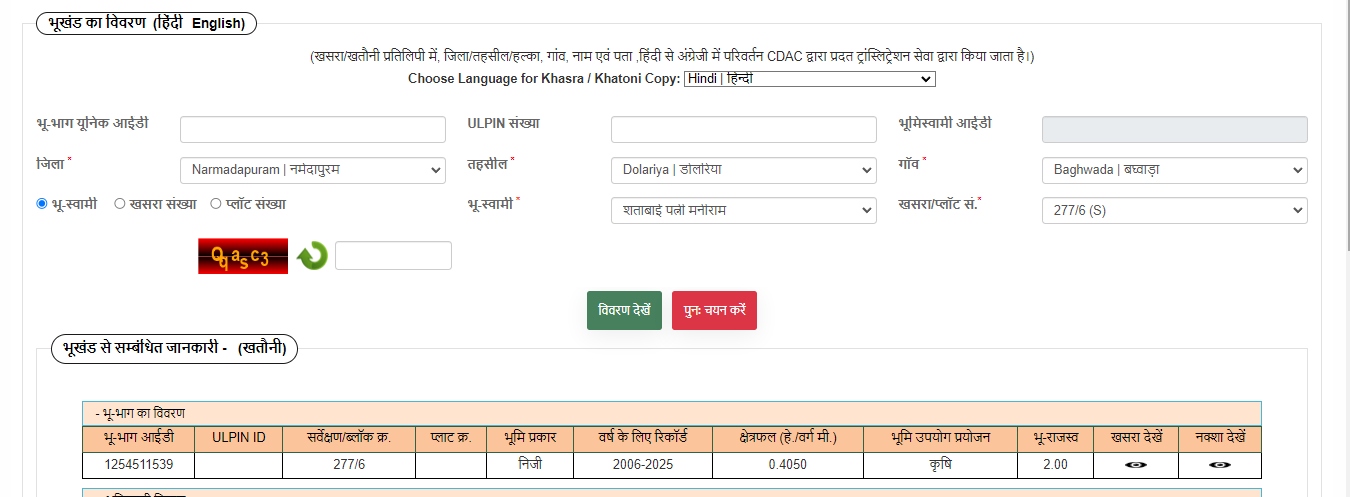 भूखंड का विवरण (हिंदी English)
(खसरा/खतौनी प्रतिलिपी में, जिला/तहसील/हल्का, गांव, नाम एवं पता ,हिंदी से अंग्रेजी में परिवर्तन CDAC द्वारा प्रदत ट्रांस्लिट्रेशन सेवा द्वारा किया जाता है।)
Choose Language for Khasra / Khatoni Copy: Hindi | हिन्दी
भू-भाग यूनिक आईडी ULPIN संख्या भूमिस्वामी आईडी
जिला * Narmadapuram | नर्मदापुरम तहसील * Dolariya | डोलरिया गाँव * Baghwada | बघ्वाड़ा
भू-स्वामी खसरा संख्या प्लॉट संख्या भू-स्वामी * शताबाई पत्नी मनीराम खसरा/प्लॉट सं.* 277/6 (S)
विवरण देखें पुनः चयन करें
भूखंड से सम्बंधित जानकारी - (खतौनी)
- भू-भाग का विवरण
भू-भाग आईडी ULPIN ID सर्वेक्षण/ब्लॉक क्र. प्लाट क्र. भूमि प्रकार वर्ष के लिए रिकॉर्ड क्षेत्रफल (हे./वर्ग मी.) भूमि उपयोग प्रयोजन भू-राजस्व खसरा देखें नक्शा देखें
1254511539 277/6 निजी 2006-2025 0.4050 कृषि 2.00